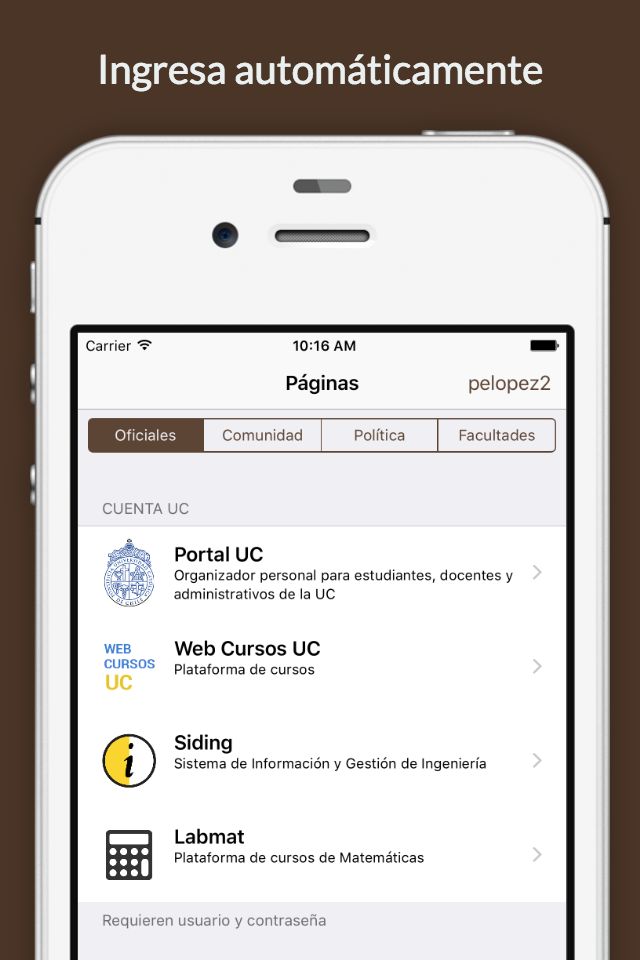 Ingresa automáticamente
Carrier 10:16 AM
Páginas pelopez2
Oficiales Comunidad Política Facultades
CUENTA UC
Portal UC
Organizador personal para estudiantes, docentes y
administrativos de la UC
WEB
CURSOS
UC
Web Cursos UC
Plataforma de cursos
i
Siding
Sistema de Información y Gestión de Ingeniería
Labmat
Plataforma de cursos de Matemáticas
Requieren usuario y contraseña